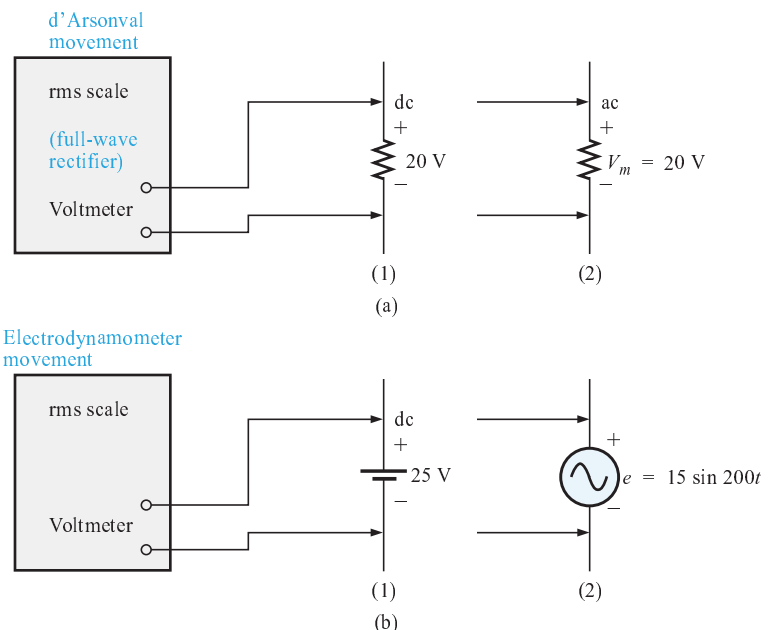 d’Arsonval
movement
rms scale
(full-wave
rectifier)
Voltmeter
dc
+
20 V
−
(1)
ac
+
Vm = 20 V
−
(2)
(a)
Electrodynamometer
movement
rms scale
Voltmeter
dc
+
25 V
−
(1)
+
e = 15 sin 200t
−
(2)
(b)